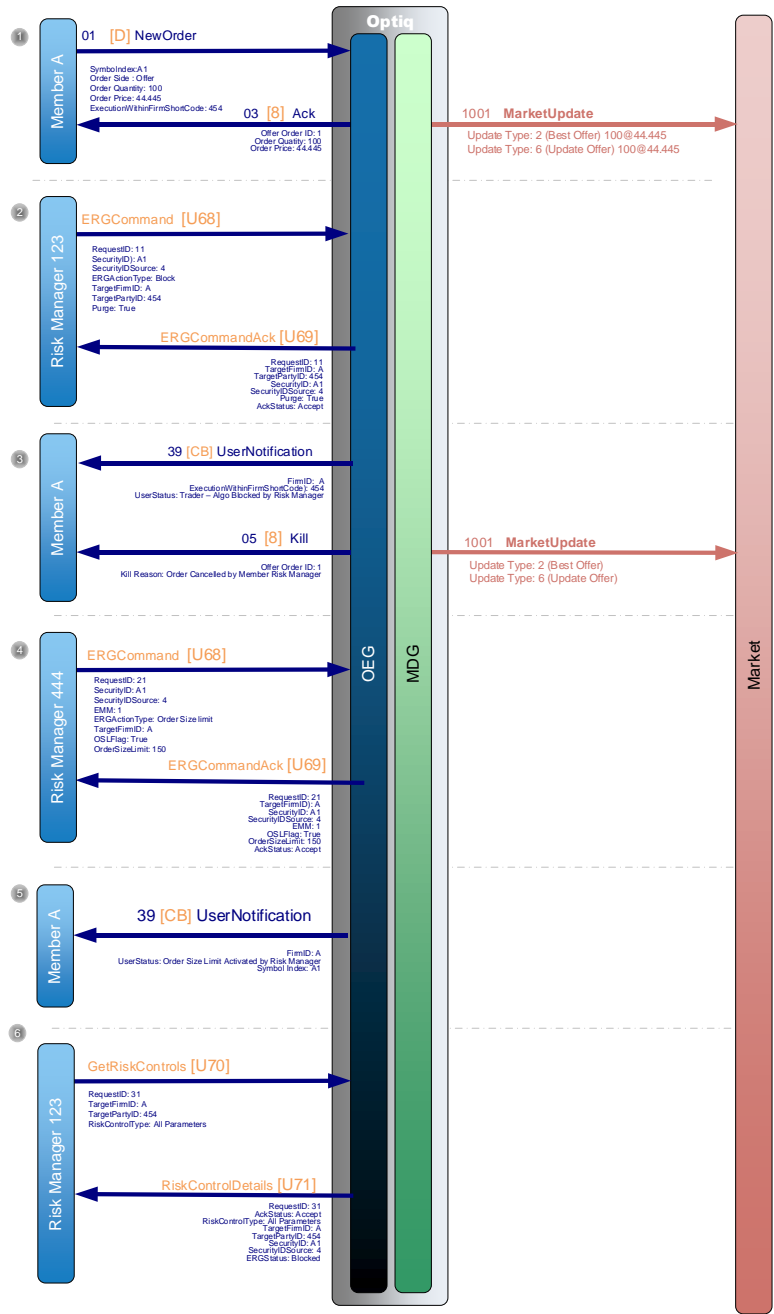 Optiq
1
Member A
01 [D] NewOrder
SymbolIndex:A1
Order Side : Offer
Order Quantity: 100
Order Price: 44.445
ExecutionWithinFirmShortCode: 454
03 [8] Ack
Offer Order ID: 1
Order Quatity: 100
Order Price: 44.445
1001 MarketUpdate
Update Type: 2 (Best Offer) 100@44.445
Update Type: 6 (Update Offer) 100@44.445
2
Risk Manager 123
ERGCommand [U68]
RequestID: 11
SecurityID): A1
SecurityIDSource: 4
ERGActionType: Block
TargetFirmID: A
TargetPartyID: 454
Purge: True
ERGCommandAck [U69]
RequestID: 11
TargetFirmID: A
TargetPartyID: 454
SecurityID: A1
SecurityIDSource: 4
Purge: True
AckStatus: Accept
3
Member A
39 [CB] UserNotification
FirmID: A
ExecutionWithinFirmShortCode): 454
UserStatus: Trader – Algo Blocked by Risk Manager
05 [8] Kill
Offer Order ID: 1
Kill Reason: Order Cancelled by Member Risk Manager
1001 MarketUpdate
Update Type: 2 (Best Offer)
Update Type: 6 (Update Offer)
OEG
MDG
Market
4
Risk Manager 444
ERGCommand [U68]
RequestID: 21
SecurityID: A1
SecurityIDSource: 4
EMM: 1
ERGActionType: Order Size limit
TargetFirmID: A
OSLFlag: True
OrderSizeLimit: 150
ERGCommandAck [U69]
RequestID: 21
TargetFirmID): A
SecurityID: A1
SecurityIDSource: 4
EMM: 1
OSLFlag: True
OrderSizeLimit: 150
AckStatus: Accept
5
Member A
39 [CB] UserNotification
FirmID: A
UserStatus: Order Size Limit Activated by Risk Manager
Symbol Index: A1
6
Risk Manager 123
GetRiskControls [U70]
RequestID: 31
TargetFirmID: A
TargetPartyID: 454
RiskControlType: All Parameters
RiskControlDetails [U71]
RequestID: 31
AckStatus: Accept
RiskControlType: All Parameters
TargetFirmID: A
TargetPartyID: 454
SecurityID: A1
SecurityIDSource: 4
ERGStatus: Blocked